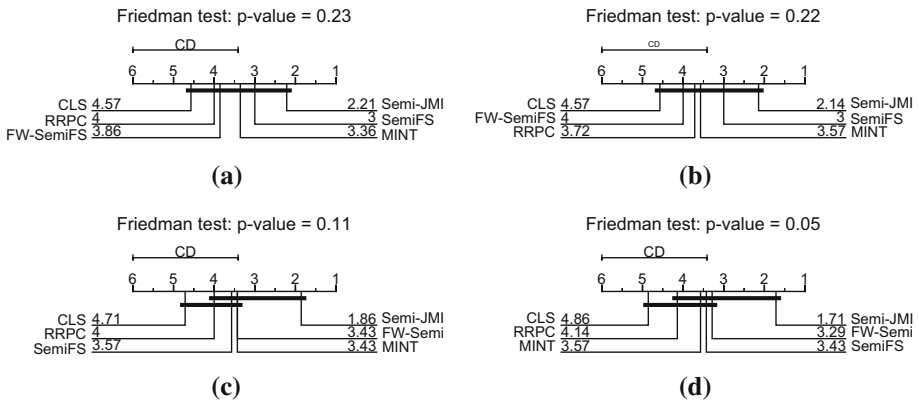 Friedman test: p-value = 0.23
CD
6 5 4 3 2 1
CLS 4.57 2.21 Semi-JMI
RRPC 4 3 SemiFS
FW-SemiFS 3.86 3.36 MINT
(a)
Friedman test: p-value = 0.22
CD
6 5 4 3 2 1
CLS 4.57 2.14 Semi-JMI
FW-SemiFS 4 3 SemiFS
RRPC 3.72 3.57 MINT
(b)
Friedman test: p-value = 0.11
CD
6 5 4 3 2 1
CLS 4.71 1.86 Semi-JMI
RRPC 4 3.43 FW-Semi
SemiFS 3.57 3.43 MINT
(c)
Friedman test: p-value = 0.05
CD
6 5 4 3 2 1
CLS 4.86 1.71 Semi-JMI
RRPC 4.14 3.29 FW-Semi
MINT 3.57 3.43 SemiFS
(d)